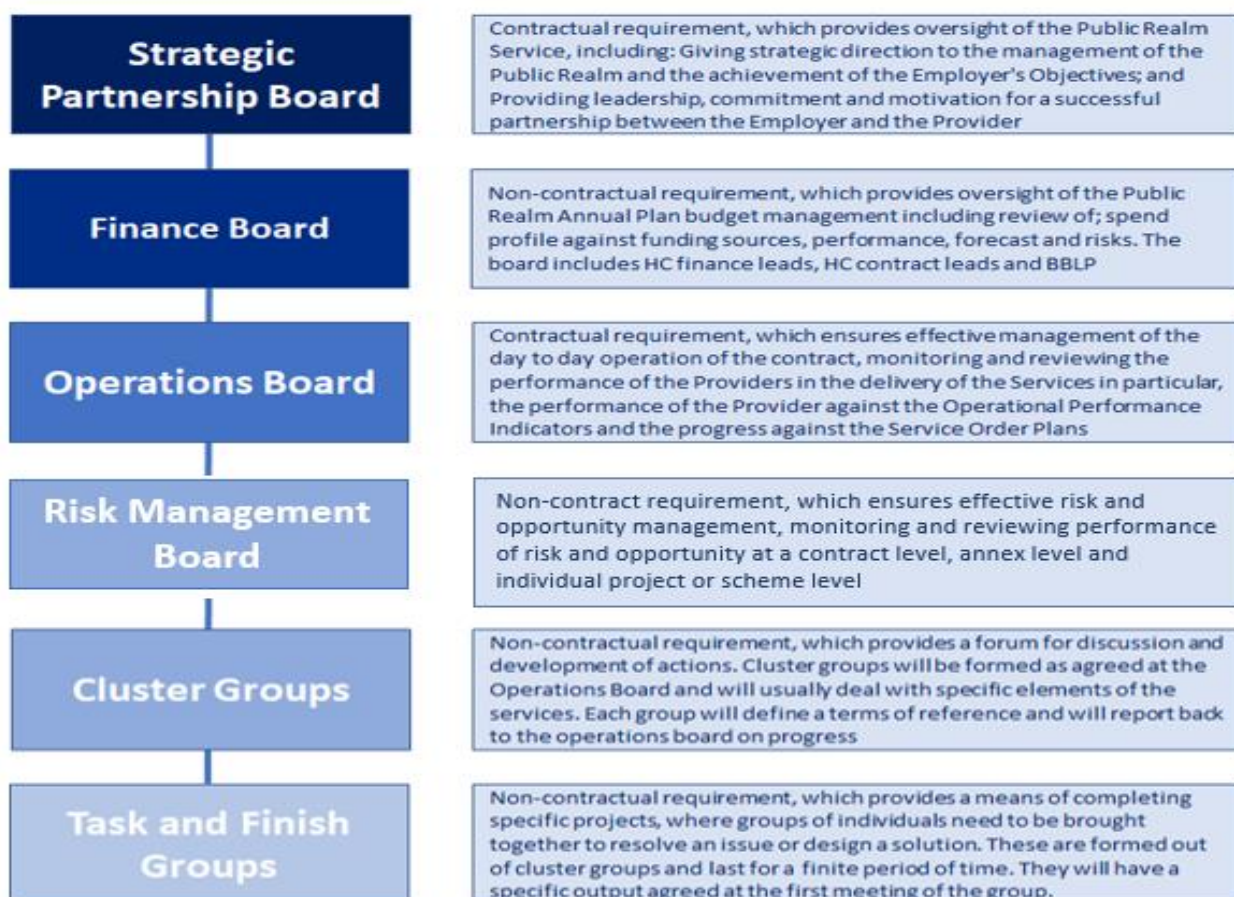 Strategic
Partnership Board
Contractual requirement, which provides oversight of the Public Realm
Service, including: Giving strategic direction to the management of the
Public Realm and the achievement of the Employer's Objectives; and
Providing leadership, commitment and motivation for a successful
partnership between the Employer and the Provider
Finance Board
Non-contractual requirement, which provides oversight of the Public
Realm Annual Plan budget management including review of; spend
profile against funding sources, performance, forecast and risks. The
board includes HC finance leads, HC contract leads and BBLP
Operations Board
Contractual requirement, which ensures effective management of the
day to day operation of the contract, monitoring and reviewing the
performance of the Providers in the delivery of the Services in particular,
the performance of the Provider against the Operational Performance
Indicators and the progress against the Service Order Plans
Risk Management
Board
Non-contract requirement, which ensures effective risk and
opportunity management, monitoring and reviewing performance
of risk and opportunity at a contract level, annex level and
individual project or scheme level
Cluster Groups
Non-contractual requirement, which provides a forum for discussion and
development of actions. Cluster groups will be formed as agreed at the
Operations Board and will usually deal with specific elements of the
services. Each group will define a terms of reference and will report back
to the operations board on progress
Task and Finish
Groups
Non-contractual requirement, which provides a means of completing
specific projects, where groups of individuals need to be brought
together to resolve an issue or design a solution. These are formed out
of cluster groups and last for a finite period of time. They will have a
specific output agreed at the first meeting of the group.